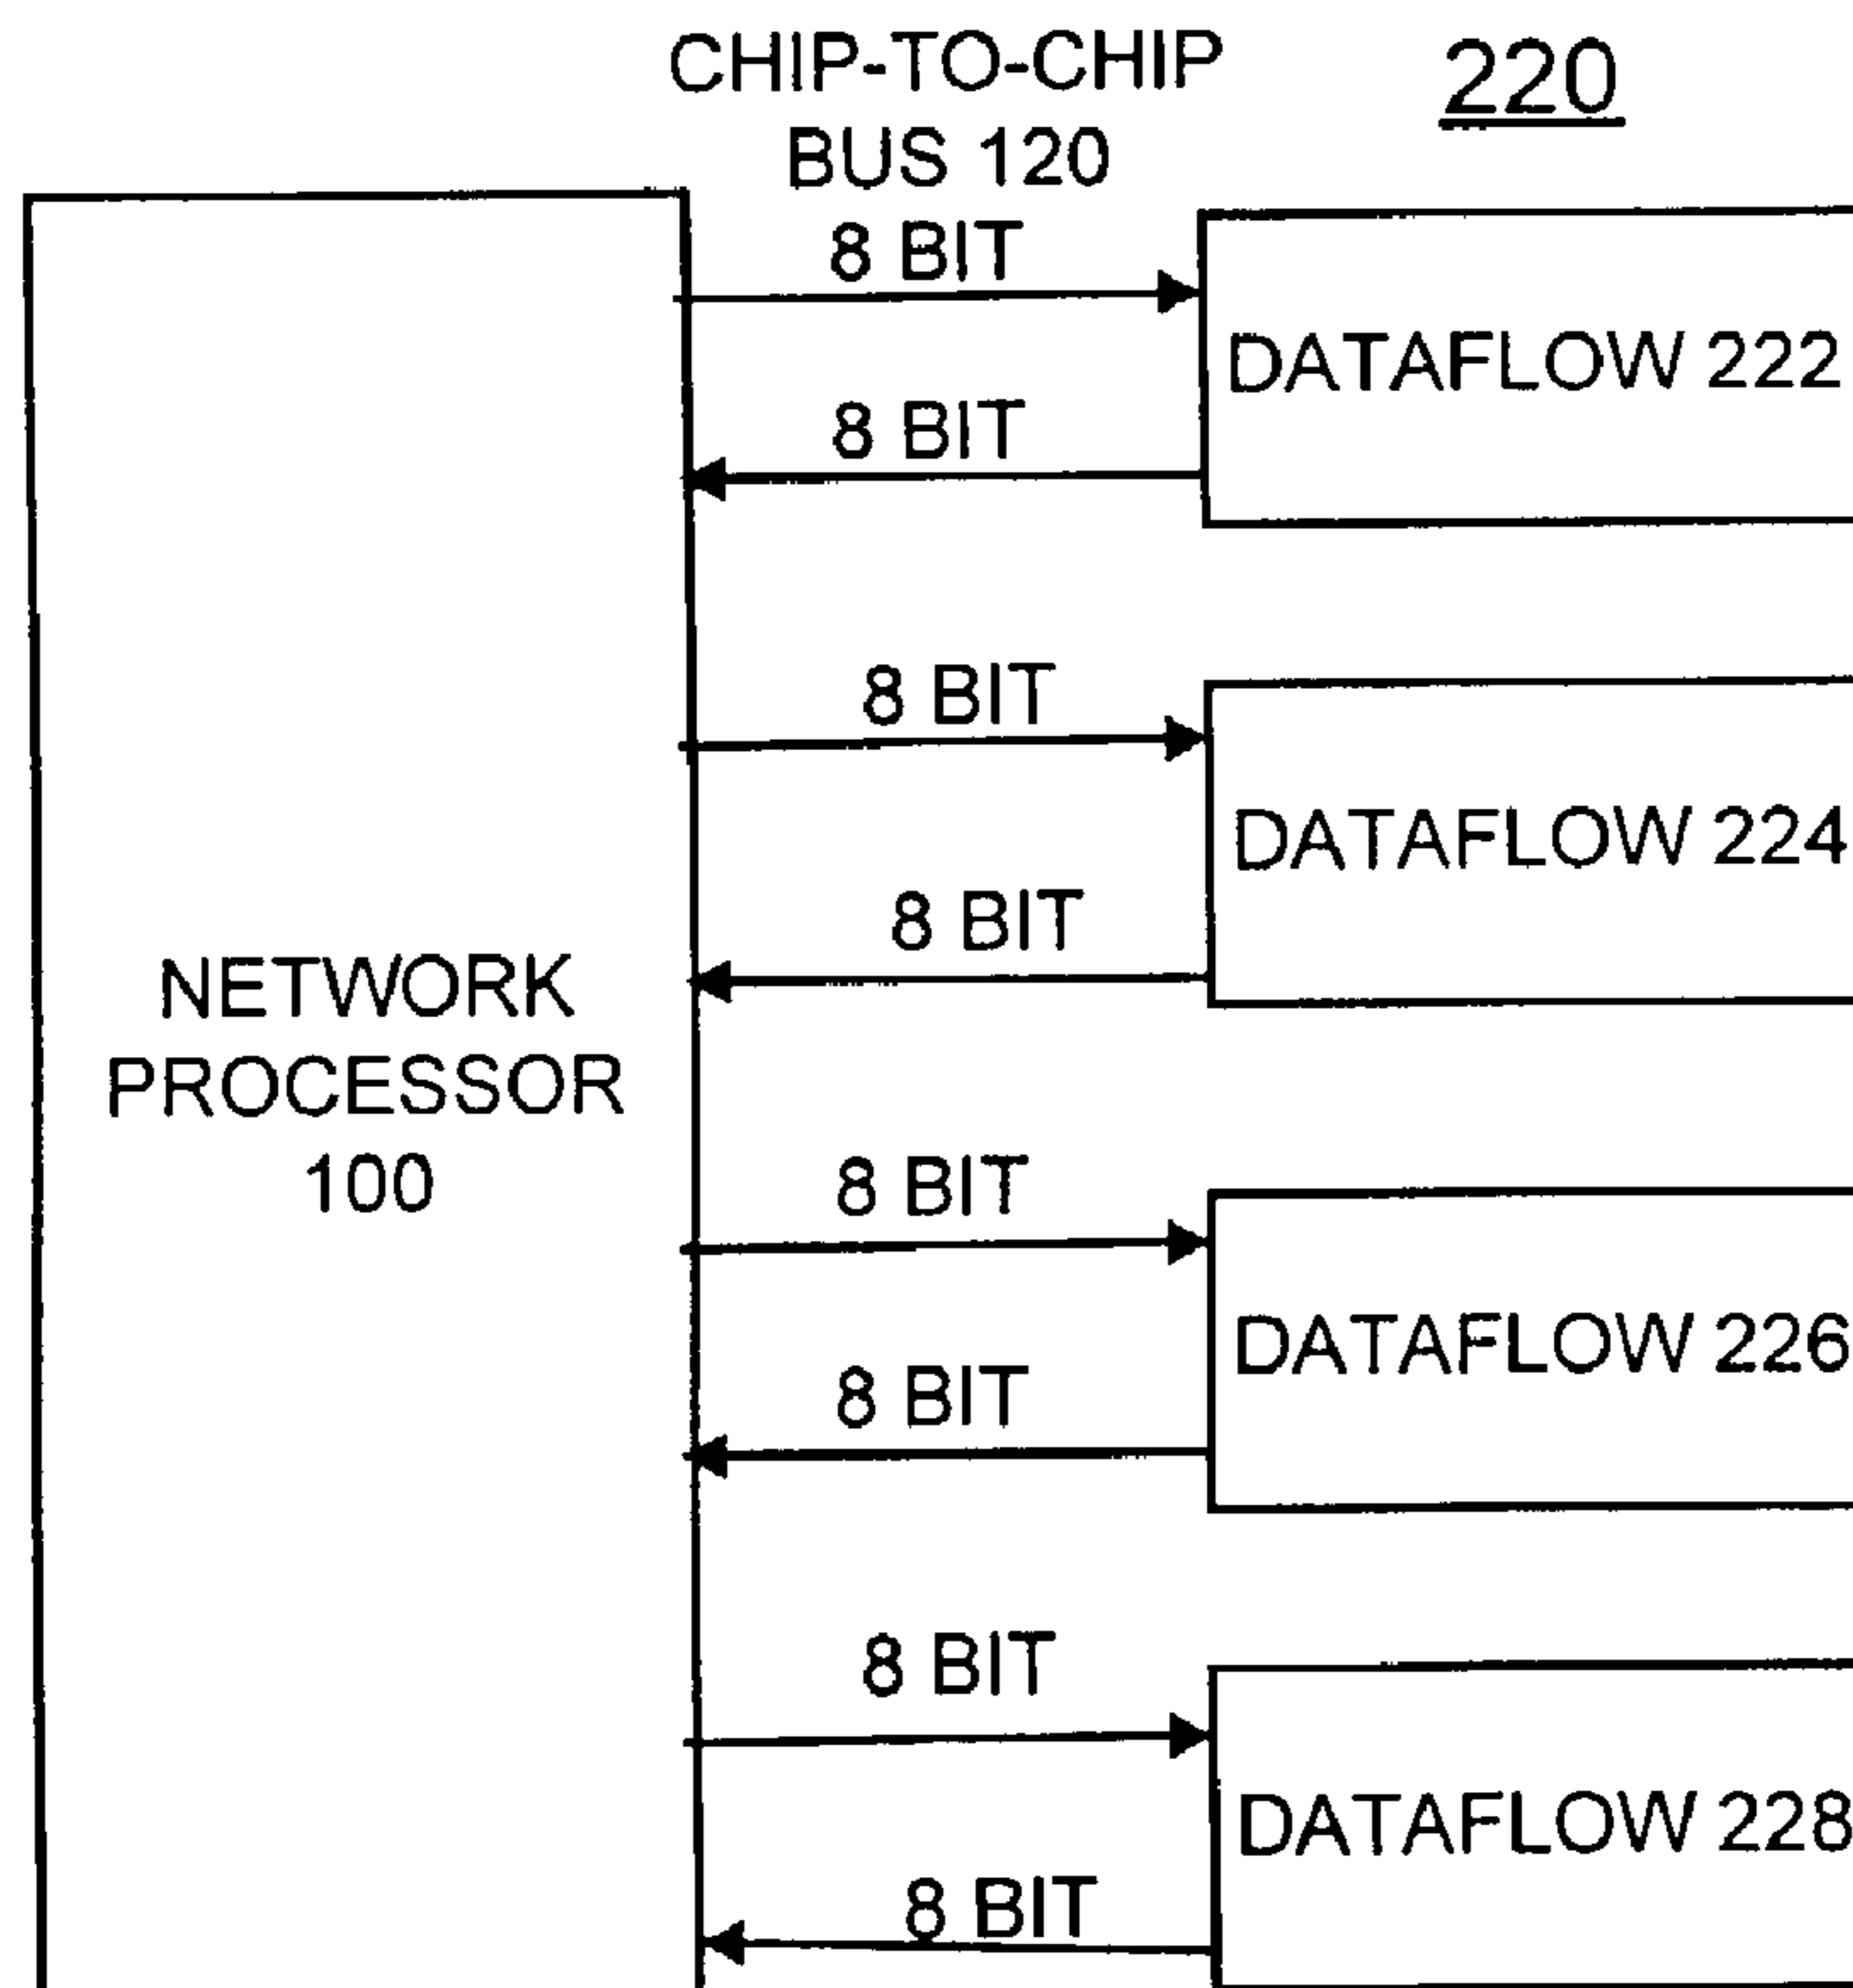 CHIP-TO-CHIP
BUS 120
220
8 BIT
DATAFLOW 222
8 BIT
8 BIT
DATAFLOW 224
8 BIT
NETWORK
PROCESSOR
100
8 BIT
DATAFLOW 226
8 BIT
8 BIT
DATAFLOW 228
8 BIT